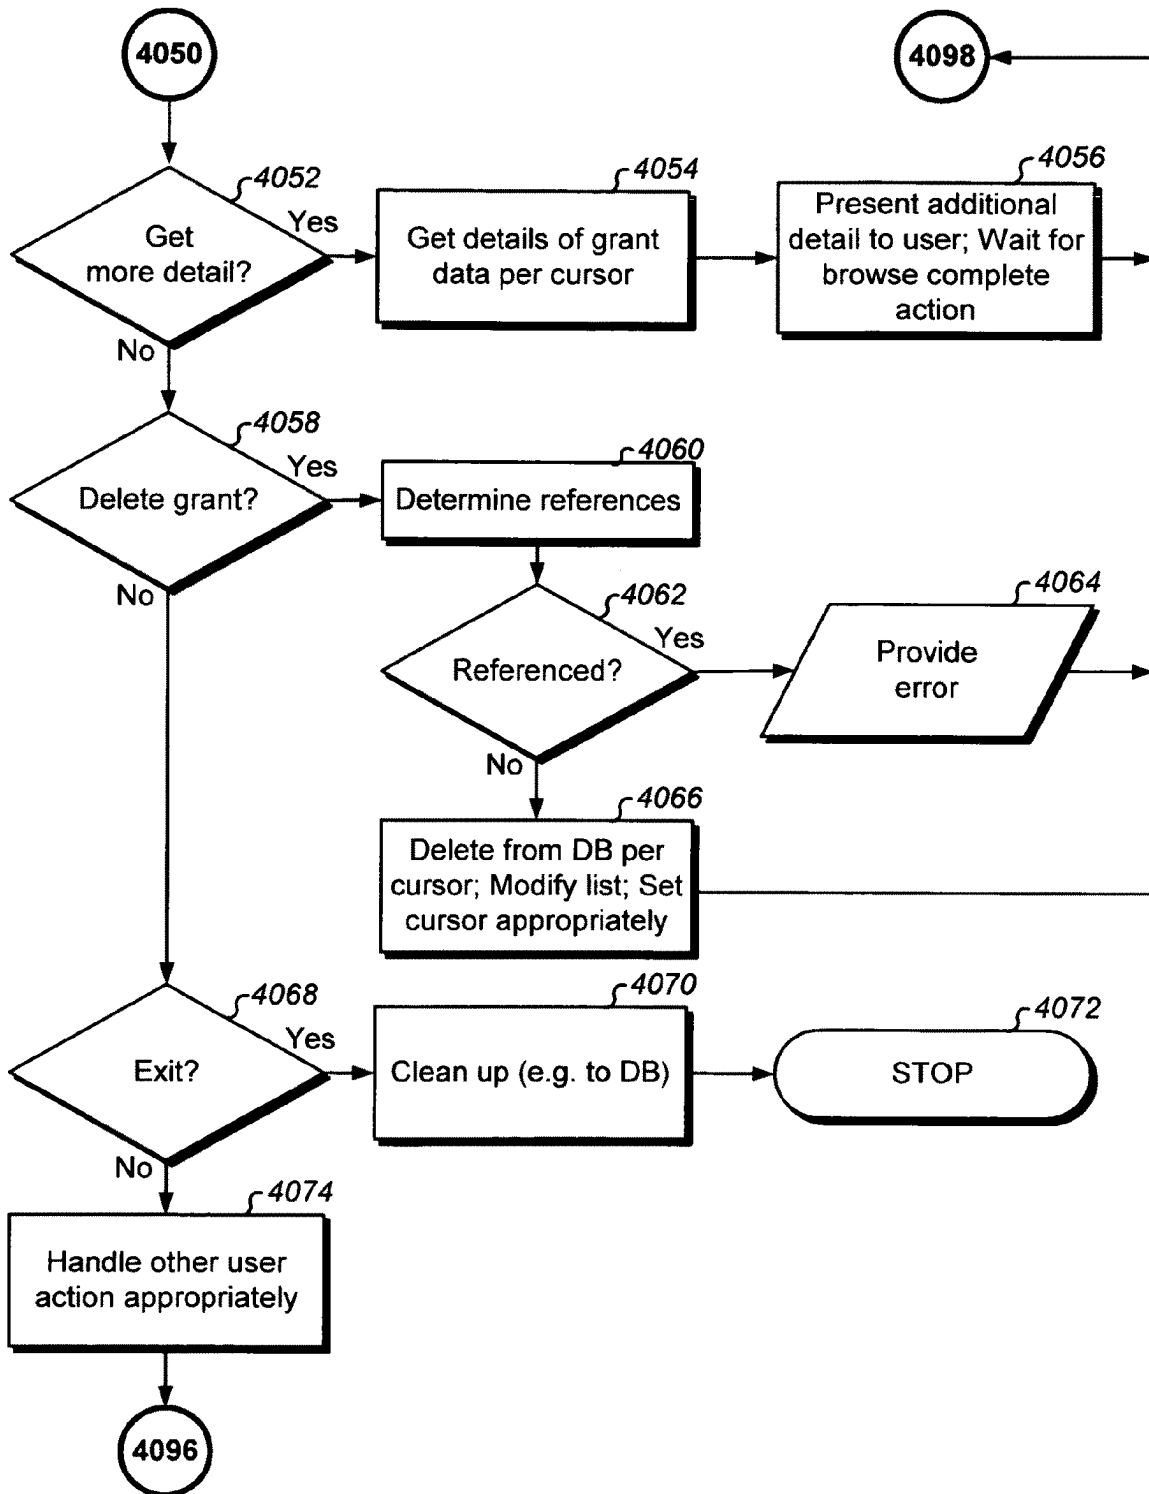 4050
4098
4052
Get
more detail?
Yes
No
4054
Get details of grant
data per cursor
4056
Present additional
detail to user; Wait for
browse complete
action
4058
Delete grant?
Yes
No
4060
Determine references
4062
Referenced?
Yes
No
4064
Provide
error
4066
Delete from DB per
cursor; Modify list; Set
cursor appropriately
4068
Exit?
Yes
No
4070
Clean up (e.g. to DB)
4072
STOP
4074
Handle other user
action appropriately
4096